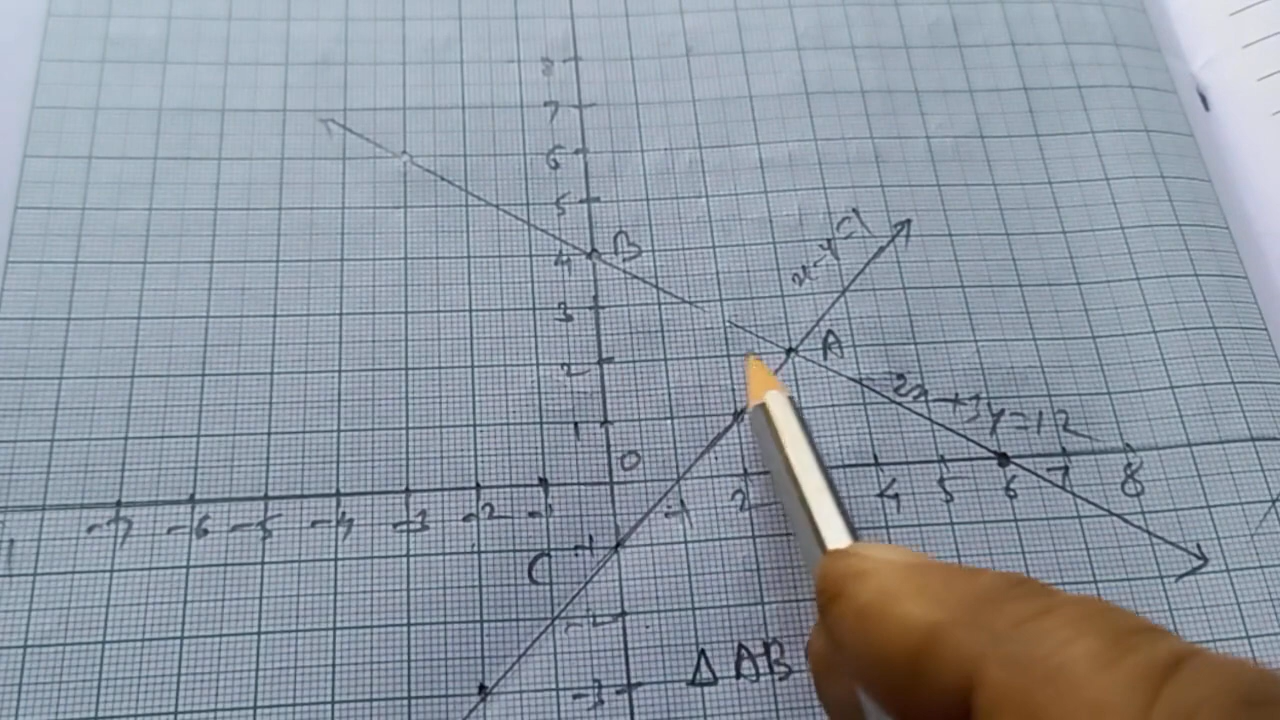 8
7
6
5
4 B
3
x-y=1
2 A
2x+3y=12
1
0
-7 -6 -5 -4 -3 -2 -1 1 2 4 5 6 7 8
C -1
-2
-3
Δ AB